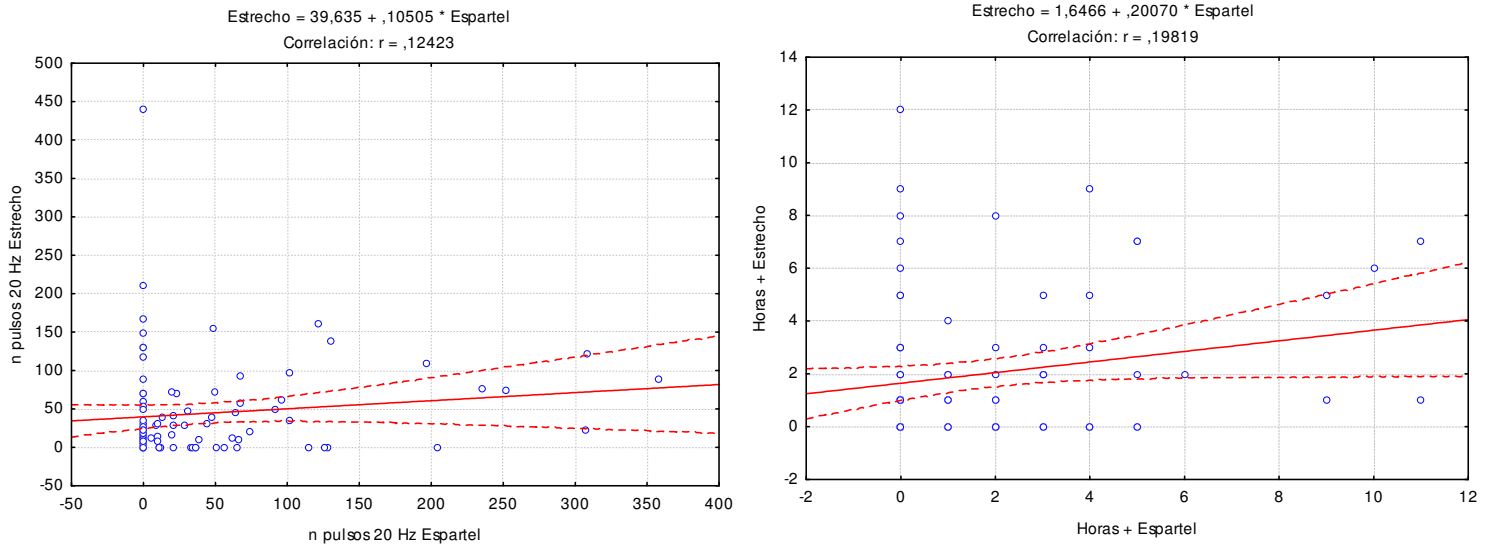 Estrecho = 39,635 + ,10505 * Espartel
Correlación: r = ,12423
500
450
400
350
300
250
200
150
100
50
0
-50
-50 0 50 100 150 200 250 300 350 400
n pulsos 20 Hz Estrecho
n pulsos 20 Hz Espartel
Estrecho = 1,6466 + ,20070 * Espartel
Correlación: r = ,19819
14
12
10
8
6
4
2
0
-2
-2 0 2 4 6 8 10 12
Horas + Estrecho
Horas + Espartel